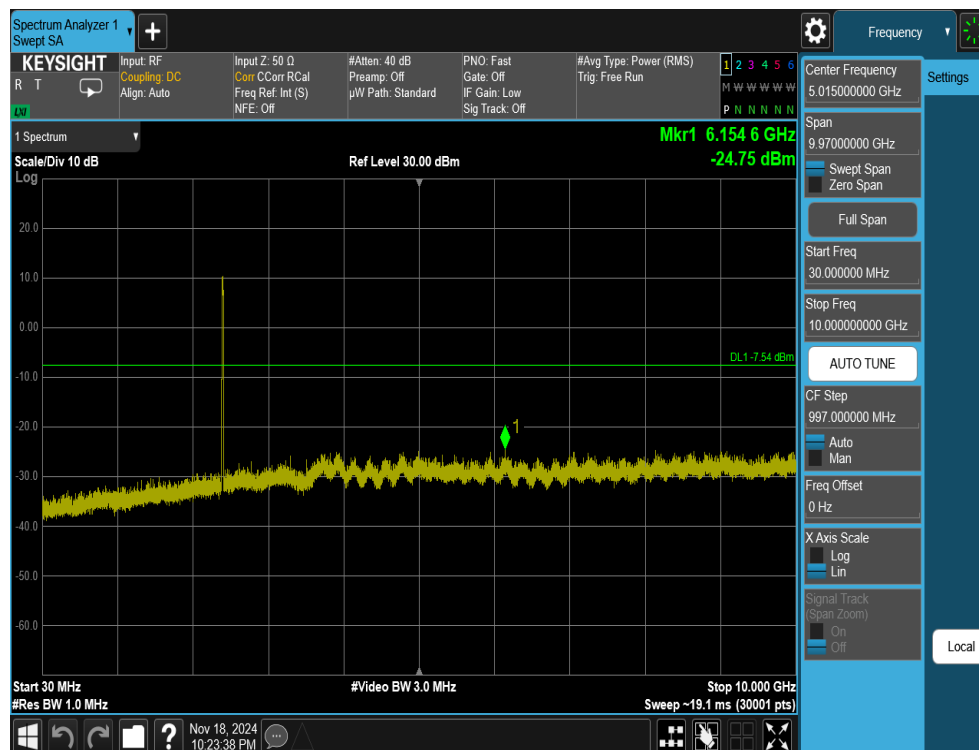 Spectrum Analyzer 1
Swept SA
+
Frequency
KEYSIGHT
R T
LXI
Input: RF
Coupling: DC
Align: Auto
Input Z: 50 Ω
Corr CCorr RCal
Freq Ref: Int (S)
NFE: Off
#Atten: 40 dB
Preamp: Off
µW Path: Standard
PNO: Fast
Gate: Off
IF Gain: Low
Sig Track: Off
#Avg Type: Power (RMS)
Trig: Free Run
1 2 3 4 5 6
M W W W W W
P N N N N N
1 Spectrum
Scale/Div 10 dB
Log
Ref Level 30.00 dBm
Mkr1 6.154 6 GHz
-24.75 dBm
20.0
10.0
0.00
-10.0
-20.0
-30.0
-40.0
-50.0
-60.0
DL1 -7.54 dBm
1
Start 30 MHz
#Res BW 1.0 MHz
#Video BW 3.0 MHz
Stop 10.000 GHz
Sweep ~19.1 ms (30001 pts)
Center Frequency
5.015000000 GHz
Span
9.97000000 GHz
Swept Span
Zero Span
Full Span
Start Freq
30.000000 MHz
Stop Freq
10.000000000 GHz
AUTO TUNE
CF Step
997.000000 MHz
Auto
Man
Freq Offset
0 Hz
X Axis Scale
Log
Lin
Signal Track
(Span Zoom)
On
Off
Settings
Local
?
Nov 18, 2024
10:23:38 PM